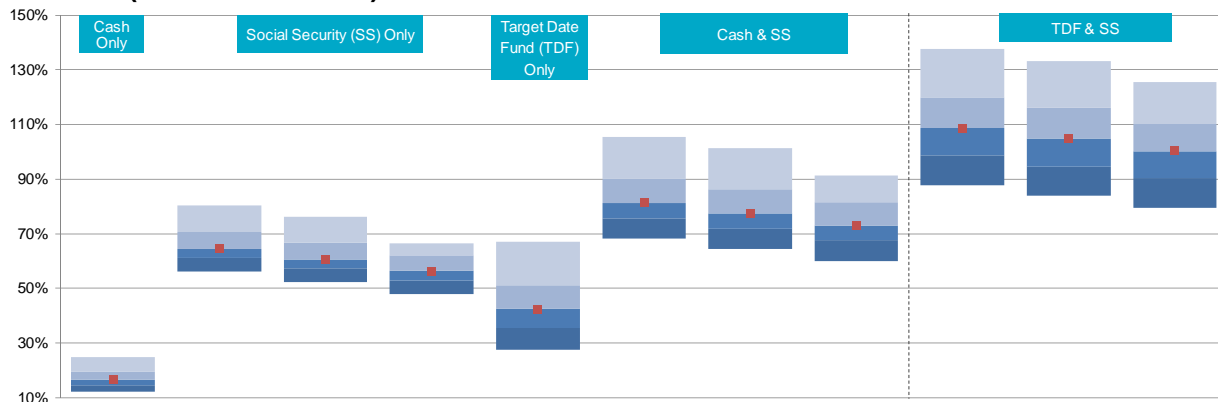 150%
Cash
Only
Social Security (SS) Only
Target Date
Fund (TDF)
Only
Cash & SS
TDF & SS
130%
110%
90%
70%
50%
30%
10%